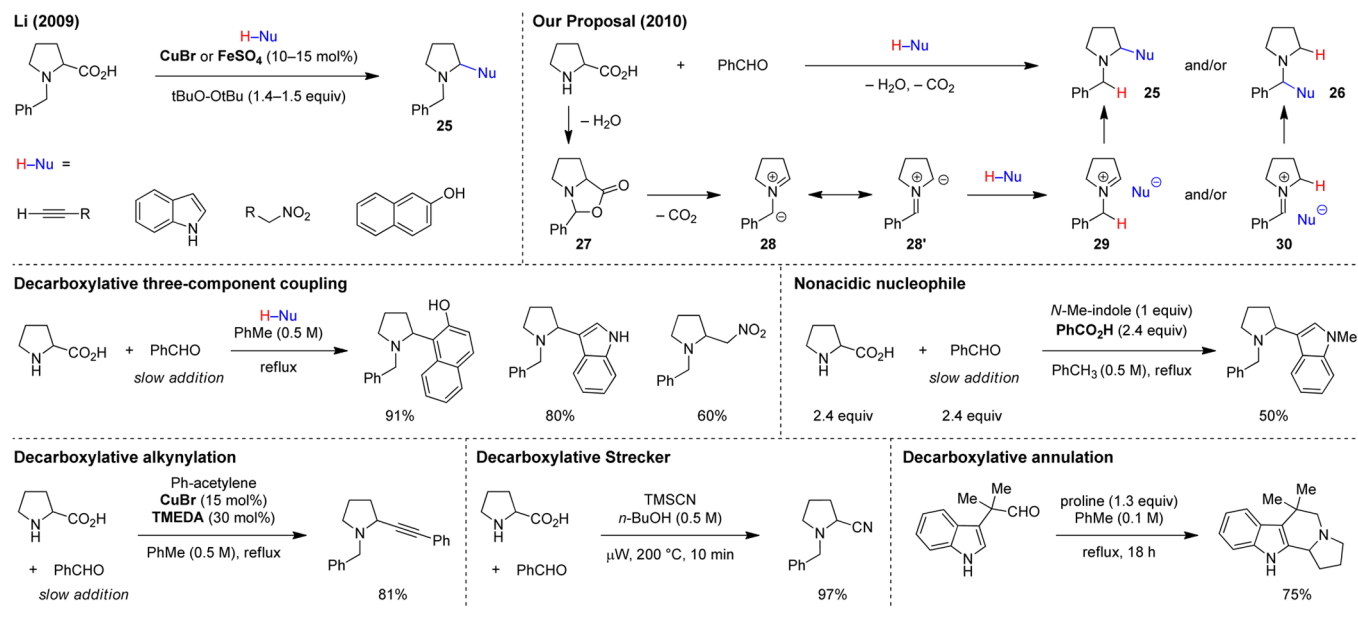 Li (2009)
H–Nu
CuBr or FeSO₄ (10–15 mol%)
tBuO-OtBu (1.4–1.5 equiv)
N
CO₂H
Ph
N
Nu
Ph
25
H–Nu =
H
R
N
H
R
NO₂
OH
Our Proposal (2010)
N
H
CO₂H
+
PhCHO
H–Nu
– H₂O, – CO₂
N
Nu
Ph
H
25
and/or
N
H
Ph
Nu
26
– H₂O
N
O
O
Ph
27
– CO₂
N
⊕
Ph
⊖
28
N
⊕
⊖
Ph
28'
H–Nu
N
⊕
Nu
⊖
Ph
H
29
and/or
N
⊕
H
Ph
Nu
⊖
30
Decarboxylative three-component coupling
N
H
CO₂H
+
PhCHO
slow addition
H–Nu
PhMe (0.5 M)
reflux
HO
N
Ph
91%
N
NH
Ph
80%
N
NO₂
Ph
60%
Nonacidic nucleophile
N
H
CO₂H
2.4 equiv
+
PhCHO
slow addition
2.4 equiv
N-Me-indole (1 equiv)
PhCO₂H (2.4 equiv)
PhCH₃ (0.5 M), reflux
N
NMe
Ph
50%
Decarboxylative alkynylation
N
H
CO₂H
+ PhCHO
slow addition
Ph-acetylene
CuBr (15 mol%)
TMEDA (30 mol%)
PhMe (0.5 M), reflux
N
Ph
Ph
81%
Decarboxylative Strecker
N
H
CO₂H
+ PhCHO
TMSCN
n-BuOH (0.5 M)
μW, 200 °C, 10 min
N
CN
Ph
97%
Decarboxylative annulation
Me
Me
CHO
N
H
proline (1.3 equiv)
PhMe (0.1 M)
reflux, 18 h
Me
Me
N
N
H
75%